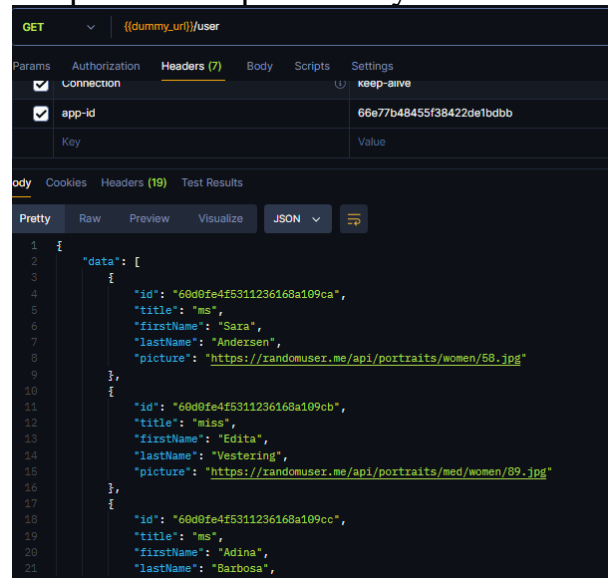 GET {{dummy_url}}/user
Params Authorization Headers (7) Body Scripts Settings
Connection keep-alive
app-id 66e77b48455f38422de1bdbb
Key Value
ody Cookies Headers (19) Test Results
Pretty Raw Preview Visualize JSON
1 {
2 "data": [
3 {
4 "id": "60d0fe4f5311236168a109ca",
5 "title": "ms",
6 "firstName": "Sara",
7 "lastName": "Andersen",
8 "picture": "https://randomuser.me/api/portraits/women/58.jpg"
9 },
10 {
11 "id": "60d0fe4f5311236168a109cb",
12 "title": "miss",
13 "firstName": "Edita",
14 "lastName": "Vestering",
15 "picture": "https://randomuser.me/api/portraits/med/women/89.jpg"
16 },
17 {
18 "id": "60d0fe4f5311236168a109cc",
19 "title": "ms",
20 "firstName": "Adina",
21 "lastName": "Barbosa",